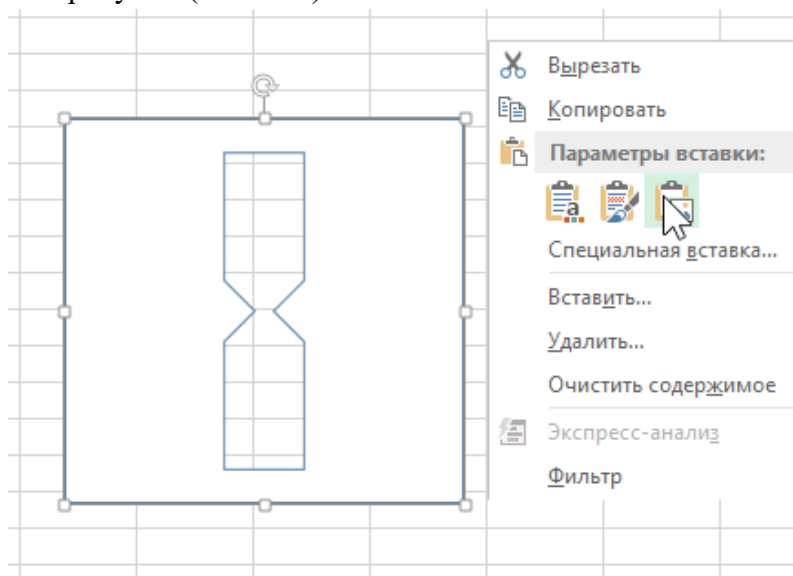 Вырезать
Копировать
Параметры вставки:
a
Специальная вставка...
Вставить...
Удалить...
Очистить содержимое
Экспресс-анализ
Фильтр